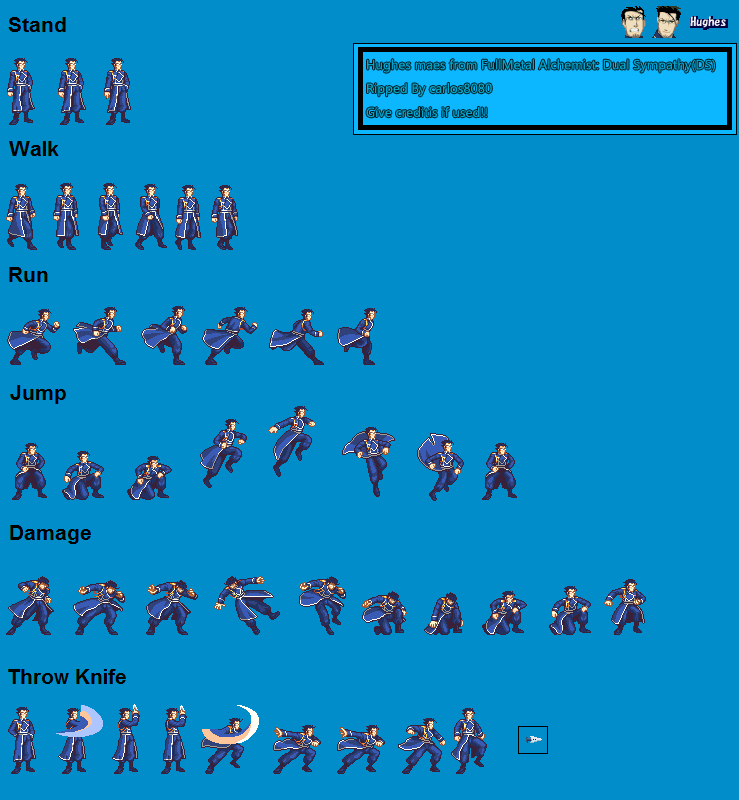 Stand
Hughes
Hughes maes from FullMetal Alchemist: Dual Sympathy(DS)
Ripped By carlos8080
Give creditis if used!!
Walk
Run
Jump
Damage
Throw Knife